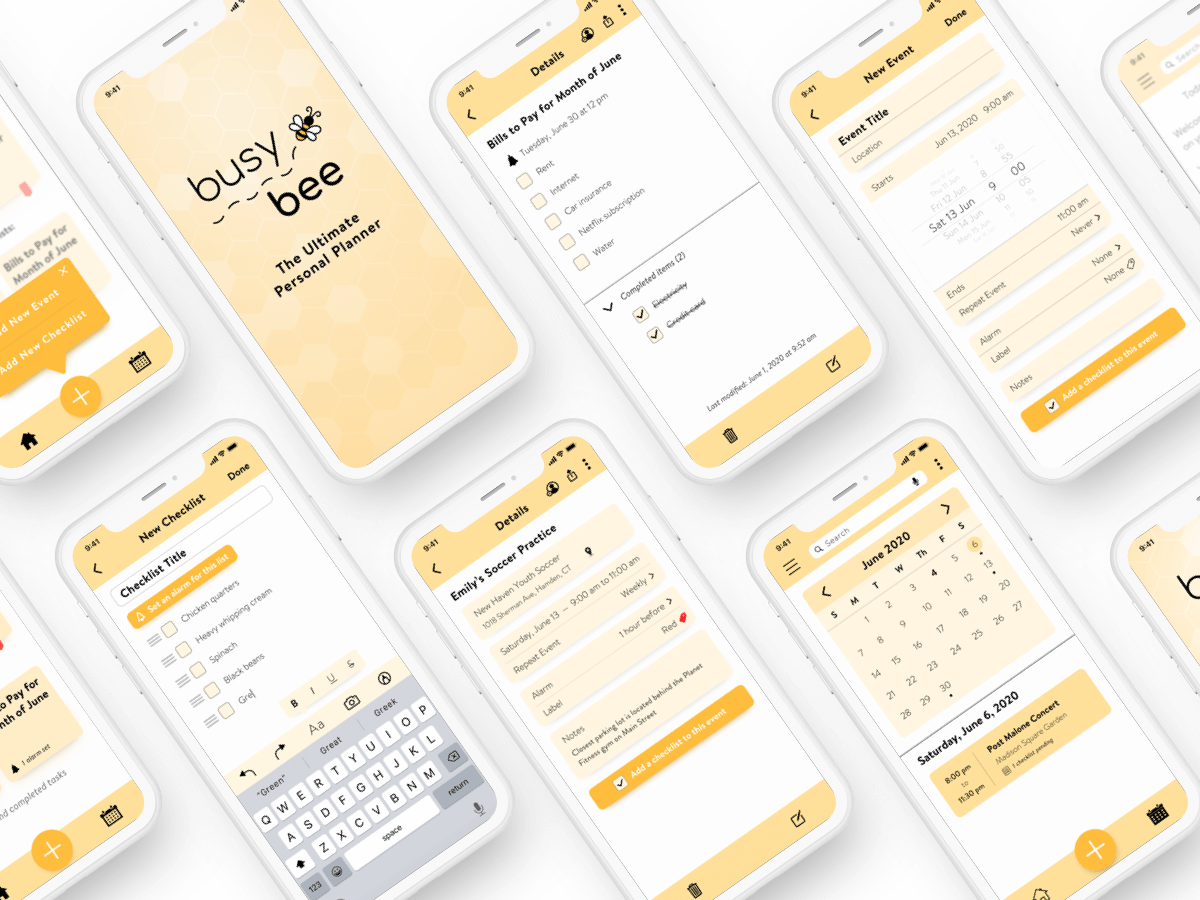 ists:
Bills to Pay for
Month of June
dd New Event
Add New Checklist
9:41
busy
bee
The Ultimate
Personal Planner
9:41
Details
Bills to Pay for Month of June
Tuesday, June 30 at 12 pm
Rent
Internet
Car insurance
Netflix subscription
Water
Completed items (2)
Electricity
Credit card
Last modified: June 1, 2020 at 9:52 am
9:41
New Event
Done
Event Title
Location
Starts
Jun 13, 2020 9:00 am
7 50
Fri 12 Jun 8 55
Sat 13 Jun 9 00
Sun 14 Jun 10 05
Mon 15 Jun 11 10
Ends
11:00 am
Repeat Event
Never
Alarm
None
Label
None
Notes
Add a checklist to this event
9:41
Search
Today
Welc
on y
to Pay for
nth of June
1 alarm set
nd completed tasks
9:41
New Checklist
Done
Checklist Title
Set an alarm for this list
Chicken quarters
Heavy whipping cream
Spinach
Black beans
Gre
B I U S
Aa
"Green" Great Greek
Q W E R T Y U I O P
A S D F G H J K L
Z X C V B N M
123 space return
9:41
Details
Emily's Soccer Practice
New Haven Youth Soccer
1018 Sherman Ave, Hamden, CT
Saturday, June 13 — 9:00 am to 11:00 am
Repeat Event
Weekly
Alarm
1 hour before
Label
Red
Notes
Closest parking lot is located behind the Planet
Fitness gym on Main Street
Add a checklist to this event
9:41
Search
June 2020
S M T W Th F S
1 2 3 4 5 6
7 8 9 10 11 12 13
14 15 16 17 18 19 20
21 22 23 24 25 26 27
28 29 30
Saturday, June 6, 2020
8:00 pm
to
11:30 pm
Post Malone Concert
Madison Square Garden
1 checklist pending
9:41
b